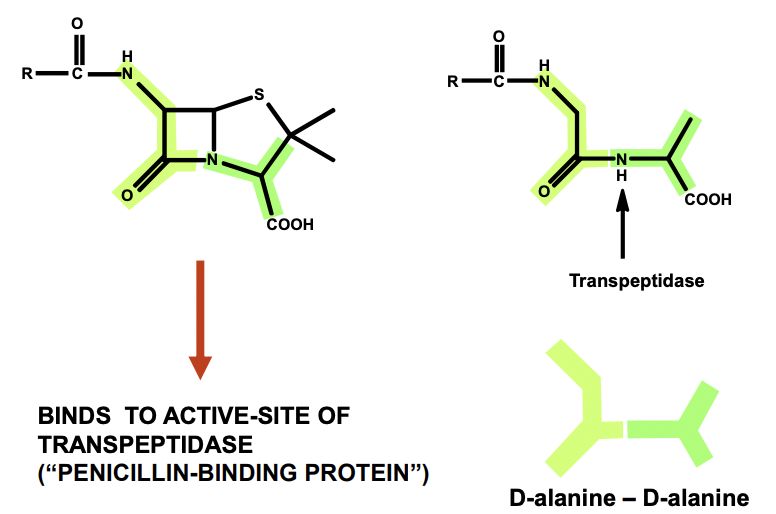 O
H
R
C
N
S
N
O
COOH
O
H
R
C
N
O
N
H
COOH
Transpeptidase
BINDS TO ACTIVE-SITE OF
TRANSPEPTIDASE
(“PENICILLIN-BINDING PROTEIN”)
D-alanine – D-alanine